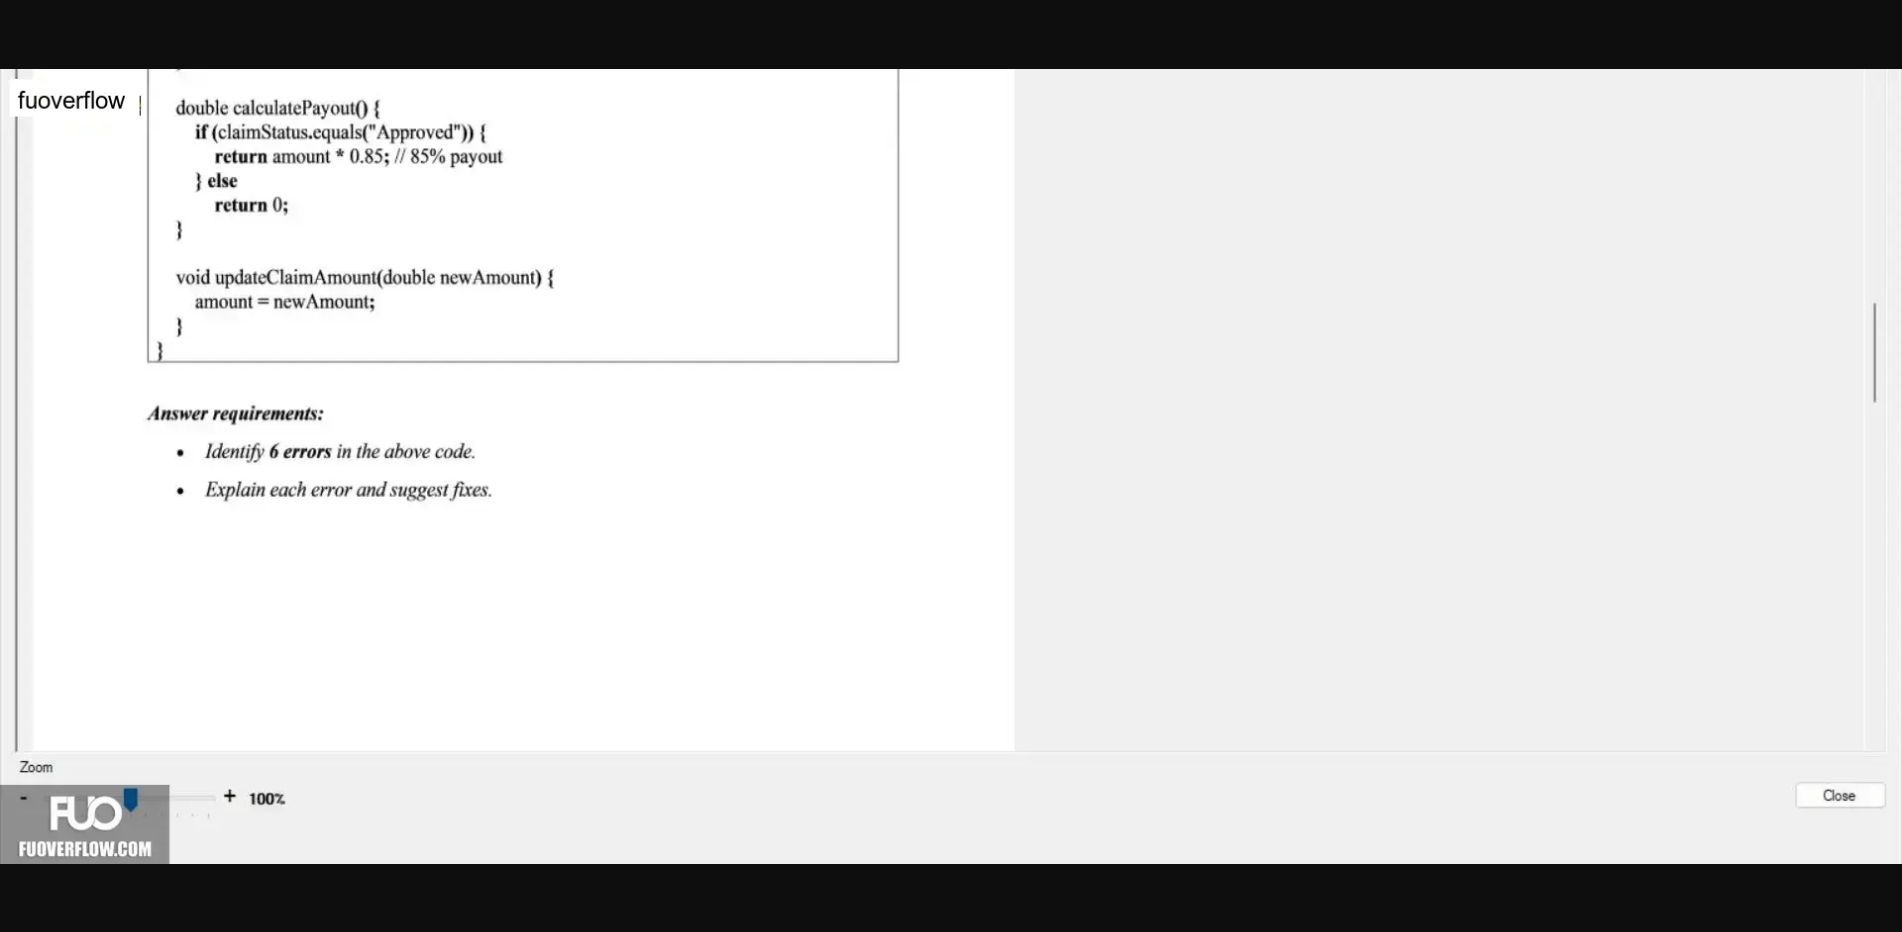 fuoverflow
double calculatePayout() {
if (claimStatus.equals("Approved")) {
return amount * 0.85; // 85% payout
} else
return 0;
}
void updateClaimAmount(double newAmount) {
amount = newAmount;
}
}
Answer requirements:
• Identify 6 errors in the above code.
• Explain each error and suggest fixes.
Zoom
- + 100%
Close
FUO
FUOVERFLOW.COM